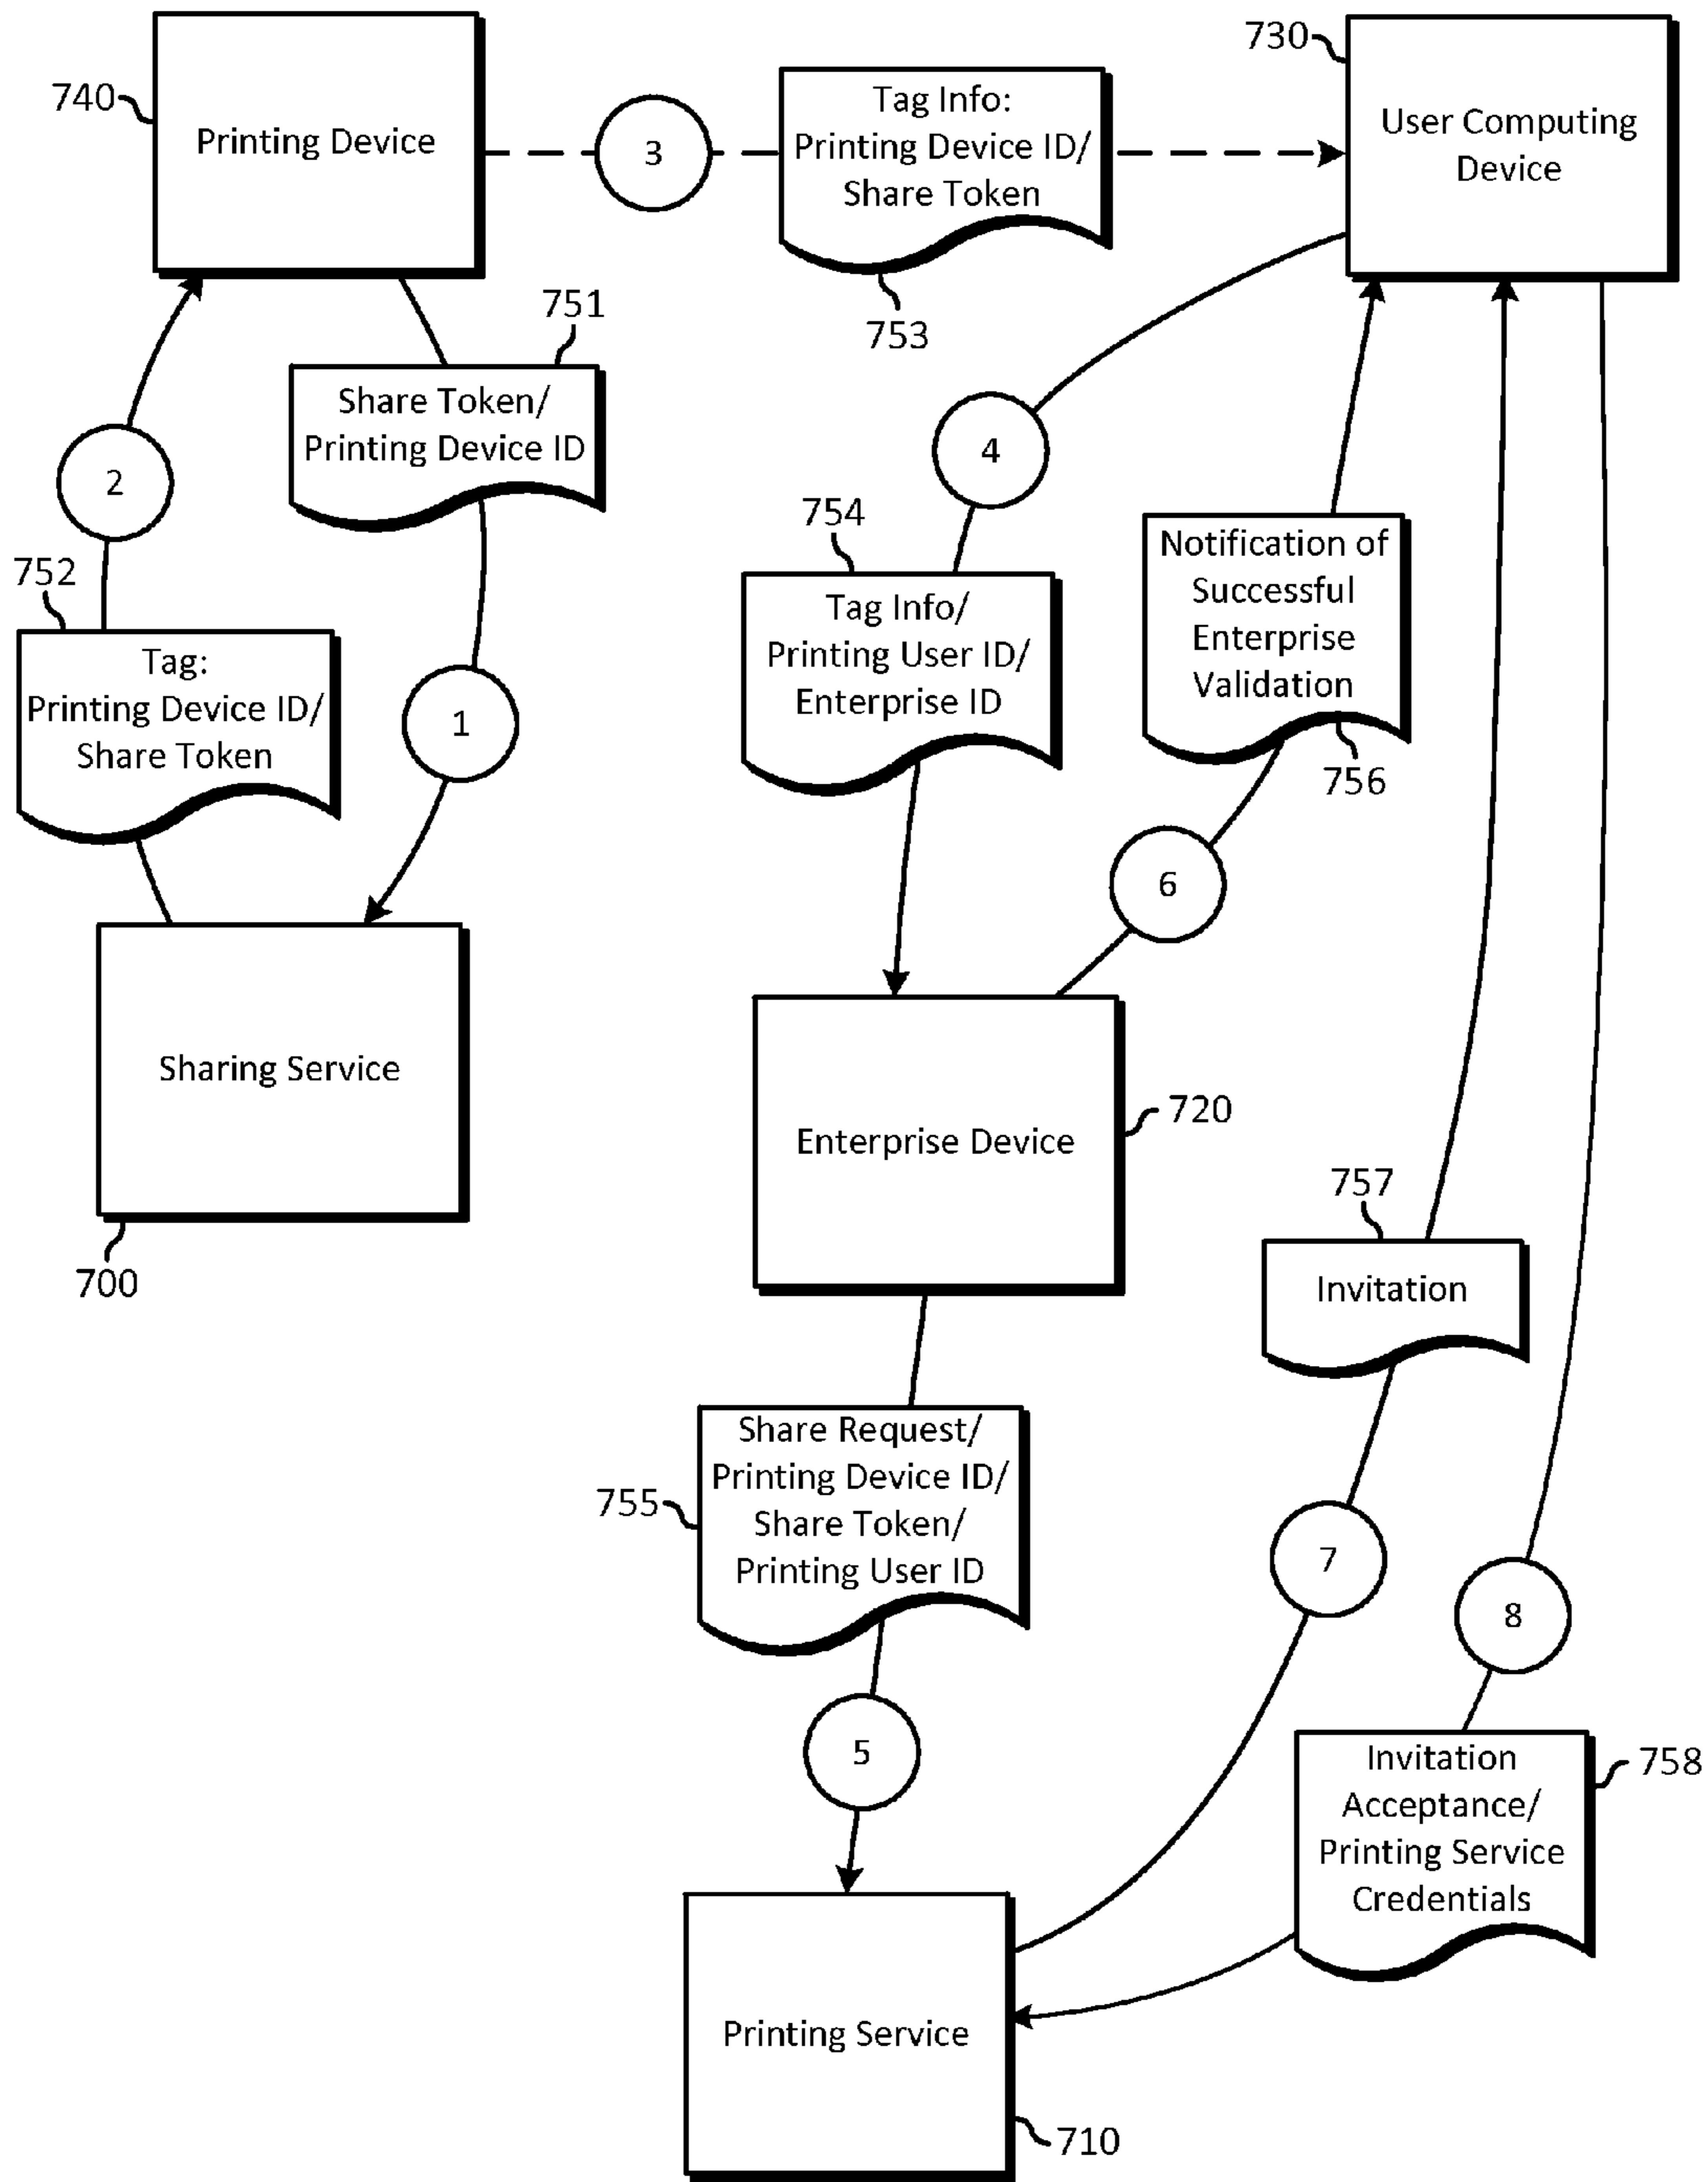 740
Printing Device
3
Tag Info:
Printing Device ID/
Share Token
753
730
User Computing
Device
751
Share Token/
Printing Device ID
2
752
Tag:
Printing Device ID/
Share Token
1
Sharing Service
700
4
754
Tag Info/
Printing User ID/
Enterprise ID
Notification of
Successful
Enterprise
Validation
756
6
Enterprise Device
720
757
Invitation
755
Share Request/
Printing Device ID/
Share Token/
Printing User ID
5
7
8
Invitation
Acceptance/
Printing Service
Credentials
758
Printing Service
710